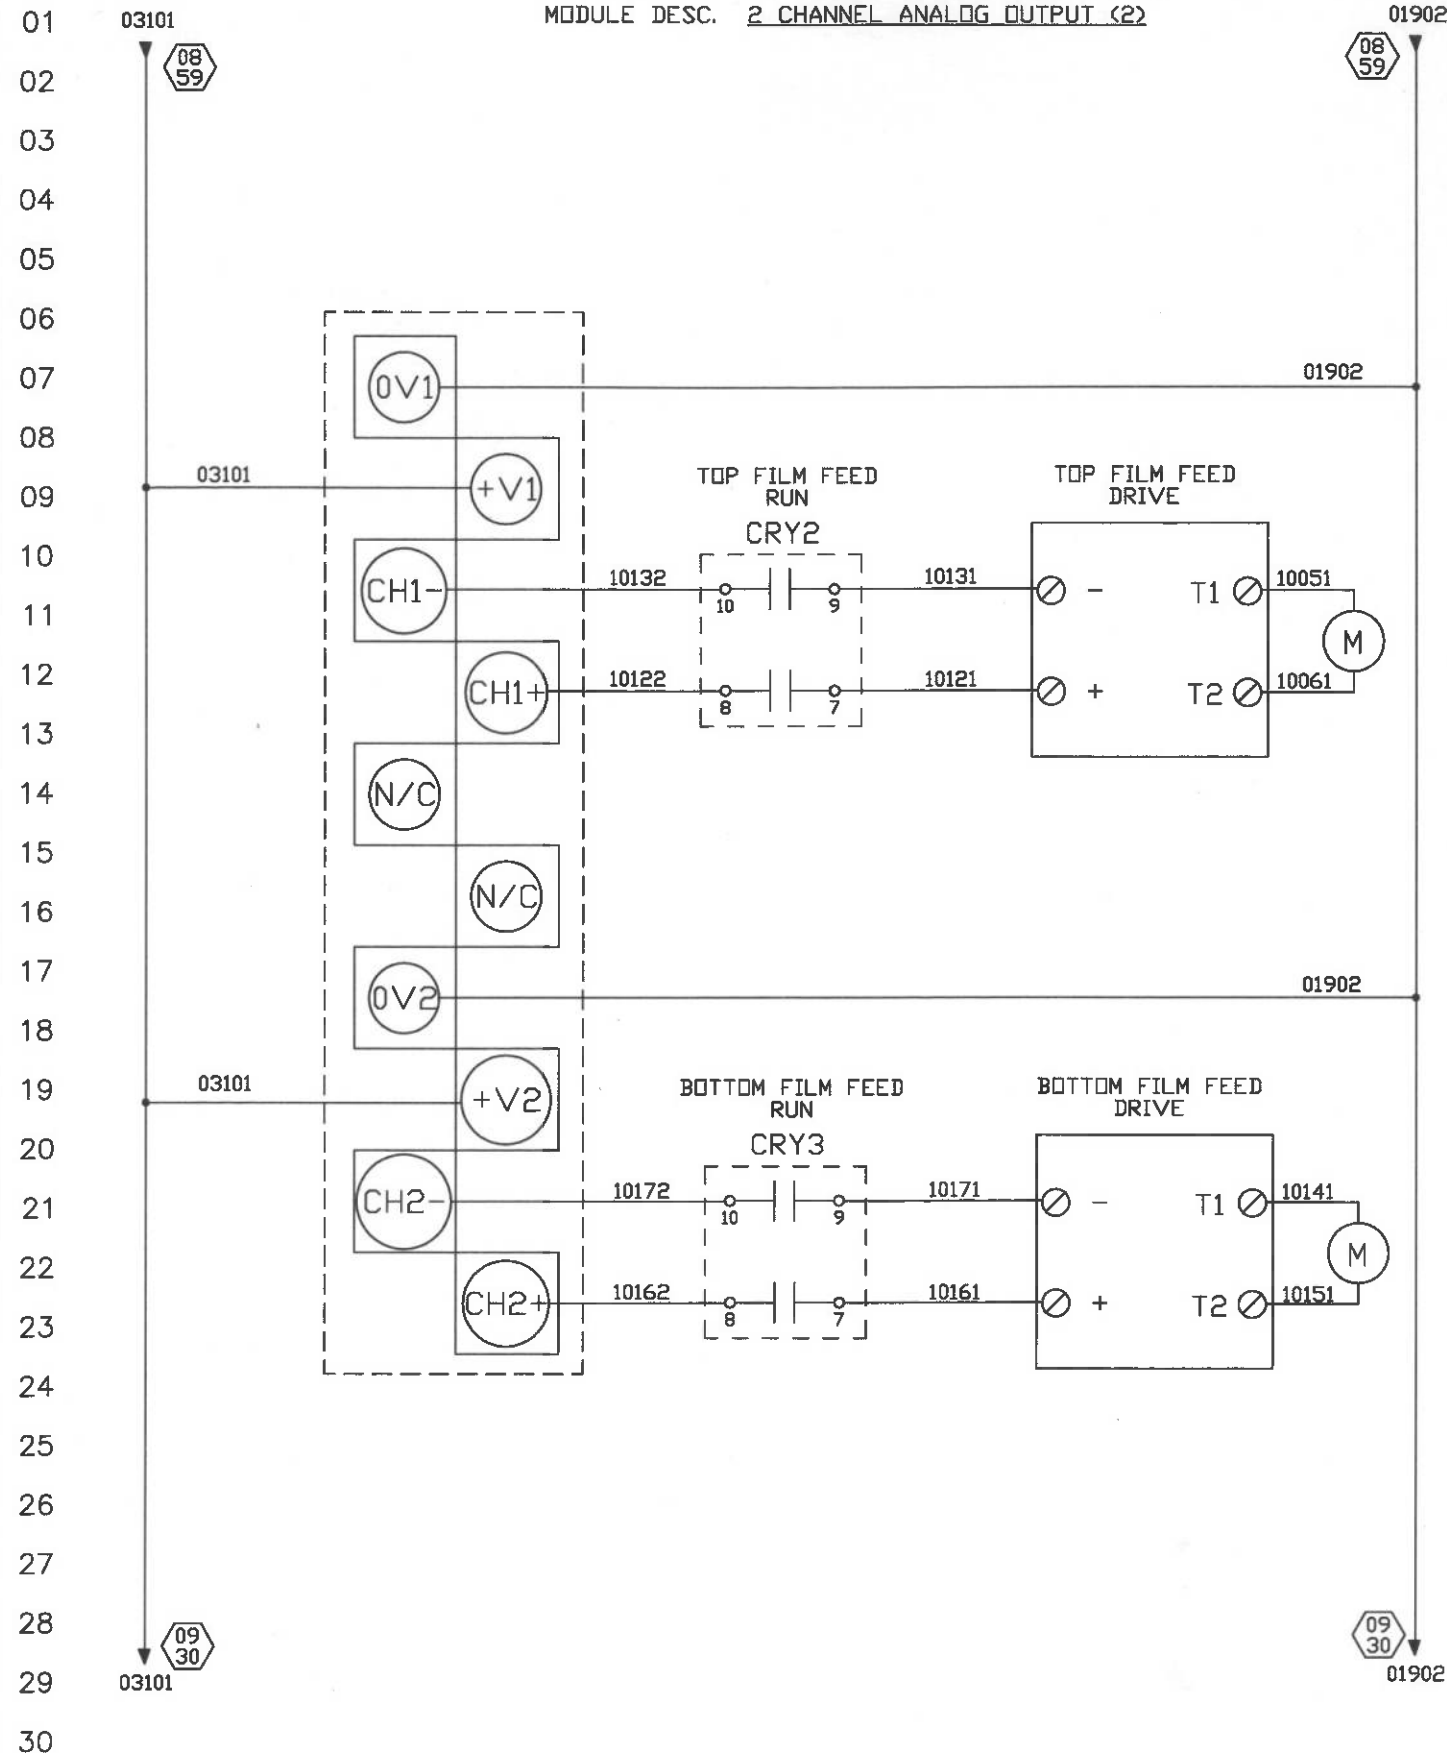 01
03101
MODULE DESC. 2 CHANNEL ANALOG OUTPUT (2)
01902
08
59
08
59
02
03
04
05
06
07
0V1
01902
08
03101
+V1
TOP FILM FEED
RUN
TOP FILM FEED
DRIVE
09
CRY2
10
CH1-
10132
10
9
10131
-
T1
10051
11
M
12
CH1+
10122
8
7
10121
+
T2
10061
13
14
N/C
15
N/C
16
17
0V2
01902
18
19
03101
+V2
BOTTOM FILM FEED
RUN
BOTTOM FILM FEED
DRIVE
20
CRY3
21
CH2-
10172
10
9
10171
-
T1
10141
22
M
CH2+
10162
8
7
10161
+
T2
10151
23
24
25
26
27
28
09
30
09
30
29
03101
01902
30